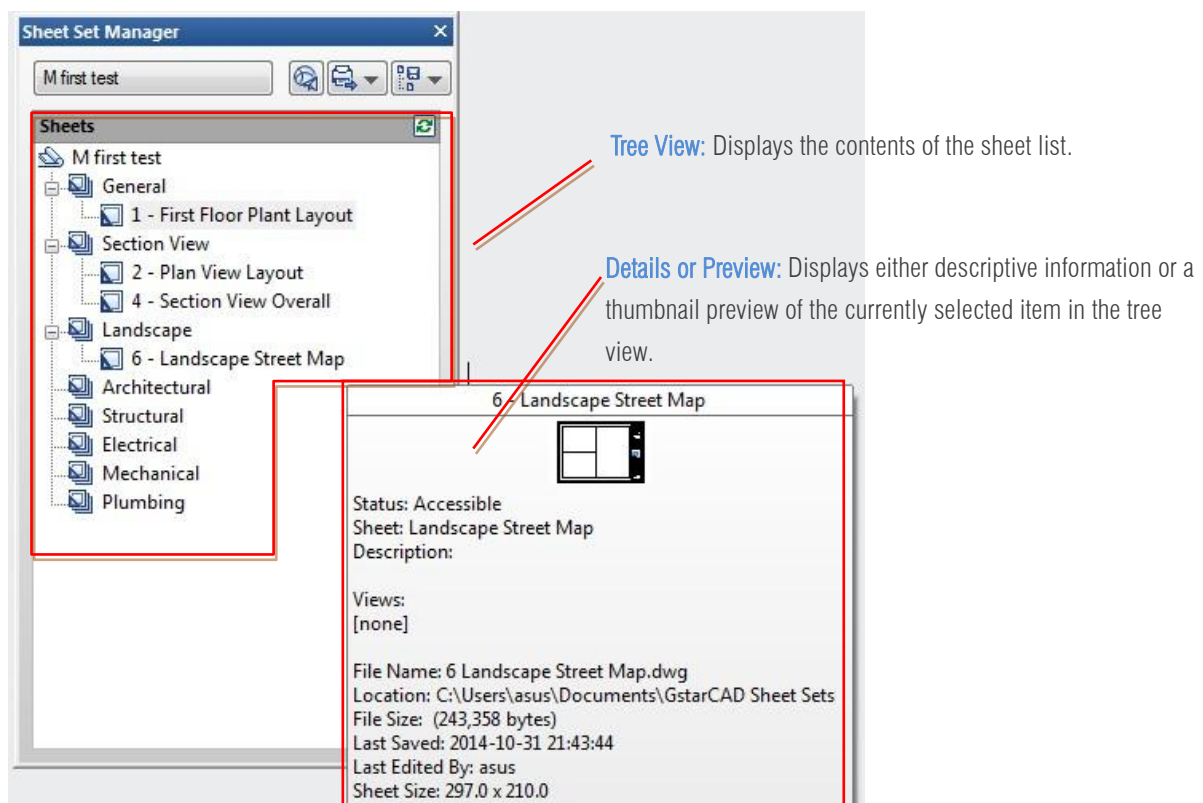 Sheet Set Manager
M first test
Sheets
M first test
General
1 - First Floor Plant Layout
Section View
2 - Plan View Layout
4 - Section View Overall
Landscape
6 - Landscape Street Map
Architectural
Structural
Electrical
Mechanical
Plumbing
Tree View: Displays the contents of the sheet list.
Details or Preview: Displays either descriptive information or a
thumbnail preview of the currently selected item in the tree
view.
6 - Landscape Street Map
Status: Accessible
Sheet: Landscape Street Map
Description:
Views:
[none]
File Name: 6 Landscape Street Map.dwg
Location: C:\Users\asus\Documents\GstarCAD Sheet Sets
File Size:  (243,358 bytes)
Last Saved: 2014-10-31 21:43:44
Last Edited By: asus
Sheet Size: 297.0 x 210.0